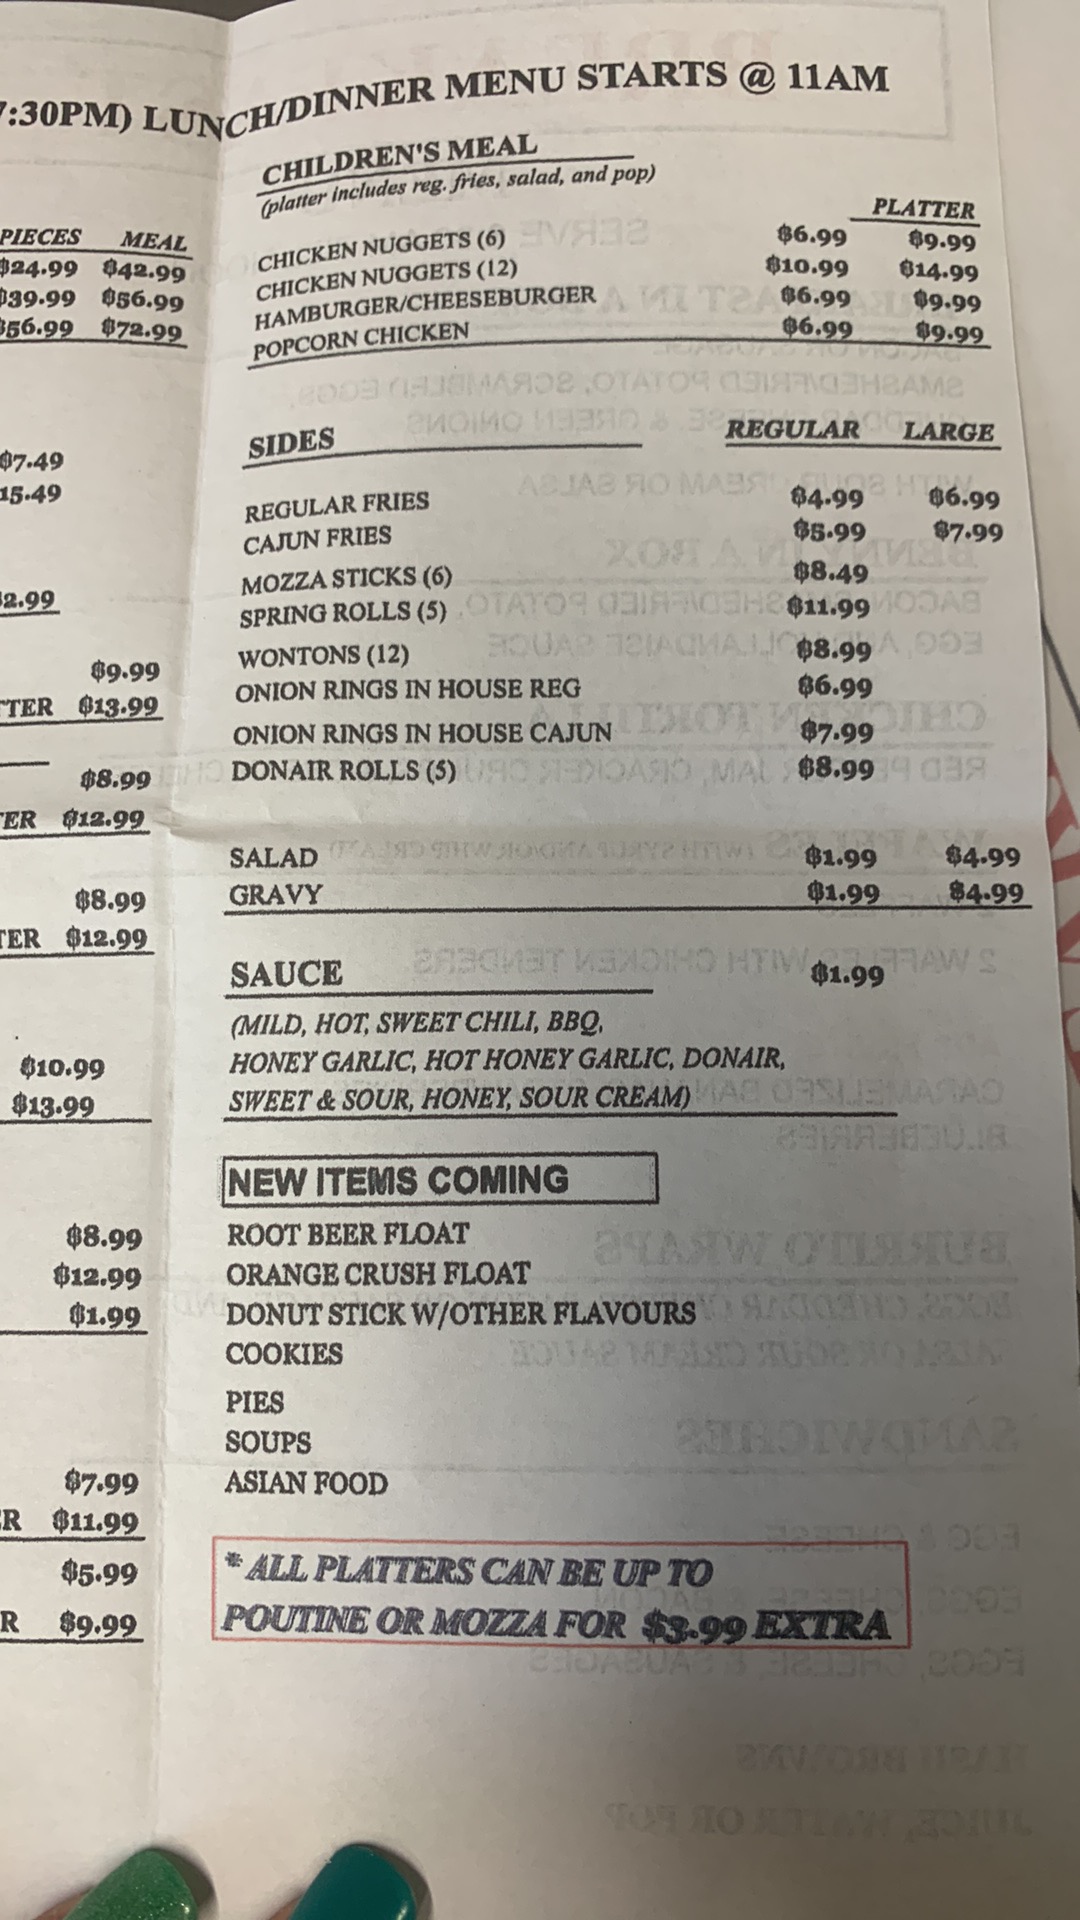 7:30PM) LUNCH/DINNER MENU STARTS @ 11AM
CHILDREN'S MEAL
(platter includes reg. fries, salad, and pop)
PLATTER
CHICKEN NUGGETS (6) $6.99 $9.99
CHICKEN NUGGETS (12) $10.99 $14.99
HAMBURGER/CHEESEBURGER $6.99 $9.99
POPCORN CHICKEN $6.99 $9.99
SIDES REGULAR LARGE
REGULAR FRIES $4.99 $6.99
CAJUN FRIES $5.99 $7.99
MOZZA STICKS (6) $8.49
SPRING ROLLS (5) $11.99
WONTONS (12) $8.99
ONION RINGS IN HOUSE REG $6.99
ONION RINGS IN HOUSE CAJUN $7.99
DONAIR ROLLS (5) $8.99
SALAD $1.99 $4.99
GRAVY $1.99 $4.99
SAUCE $1.99
(MILD, HOT, SWEET CHILI, BBQ,
HONEY GARLIC, HOT HONEY GARLIC, DONAIR,
SWEET & SOUR, HONEY, SOUR CREAM)
NEW ITEMS COMING
ROOT BEER FLOAT
ORANGE CRUSH FLOAT
DONUT STICK W/OTHER FLAVOURS
COOKIES
PIES
SOUPS
ASIAN FOOD
* ALL PLATTERS CAN BE UP TO
POUTINE OR MOZZA FOR $3.99 EXTRA
PIECES MEAL
$24.99 $42.99
$39.99 $56.99
$56.99 $72.99
$7.49
15.49
2.99
$9.99
TTER $13.99
$8.99
TER $12.99
$8.99
TER $12.99
$10.99
$13.99
$8.99
$12.99
$1.99
$7.99
ER $11.99
$5.99
R $9.99